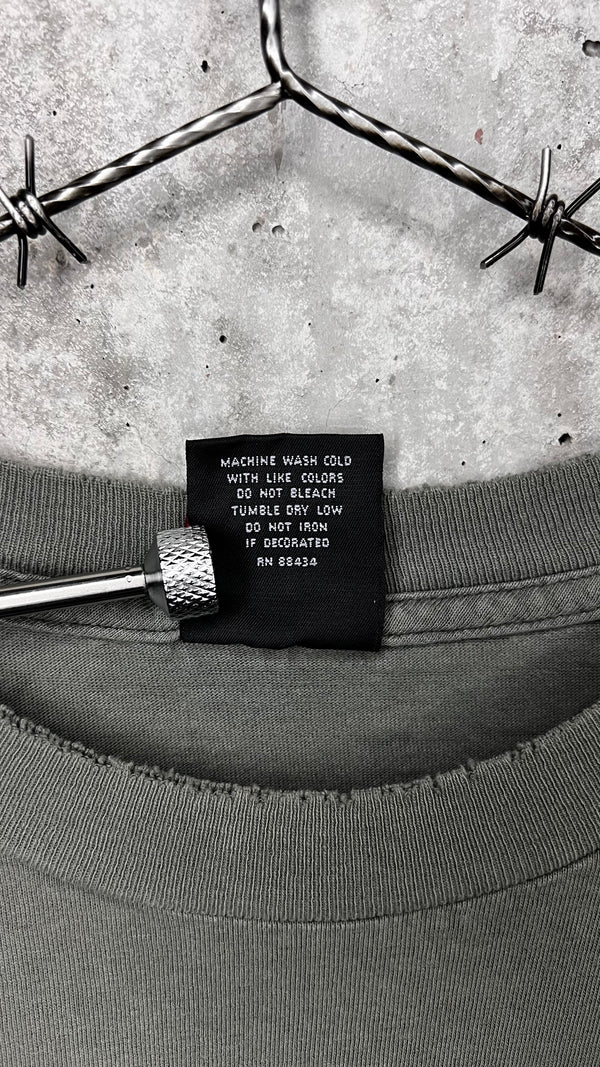 MACHINE WASH COLD
WITH LIKE COLORS
DO NOT BLEACH
TUMBLE DRY LOW
DO NOT IRON
IF DECORATED
RN 88434